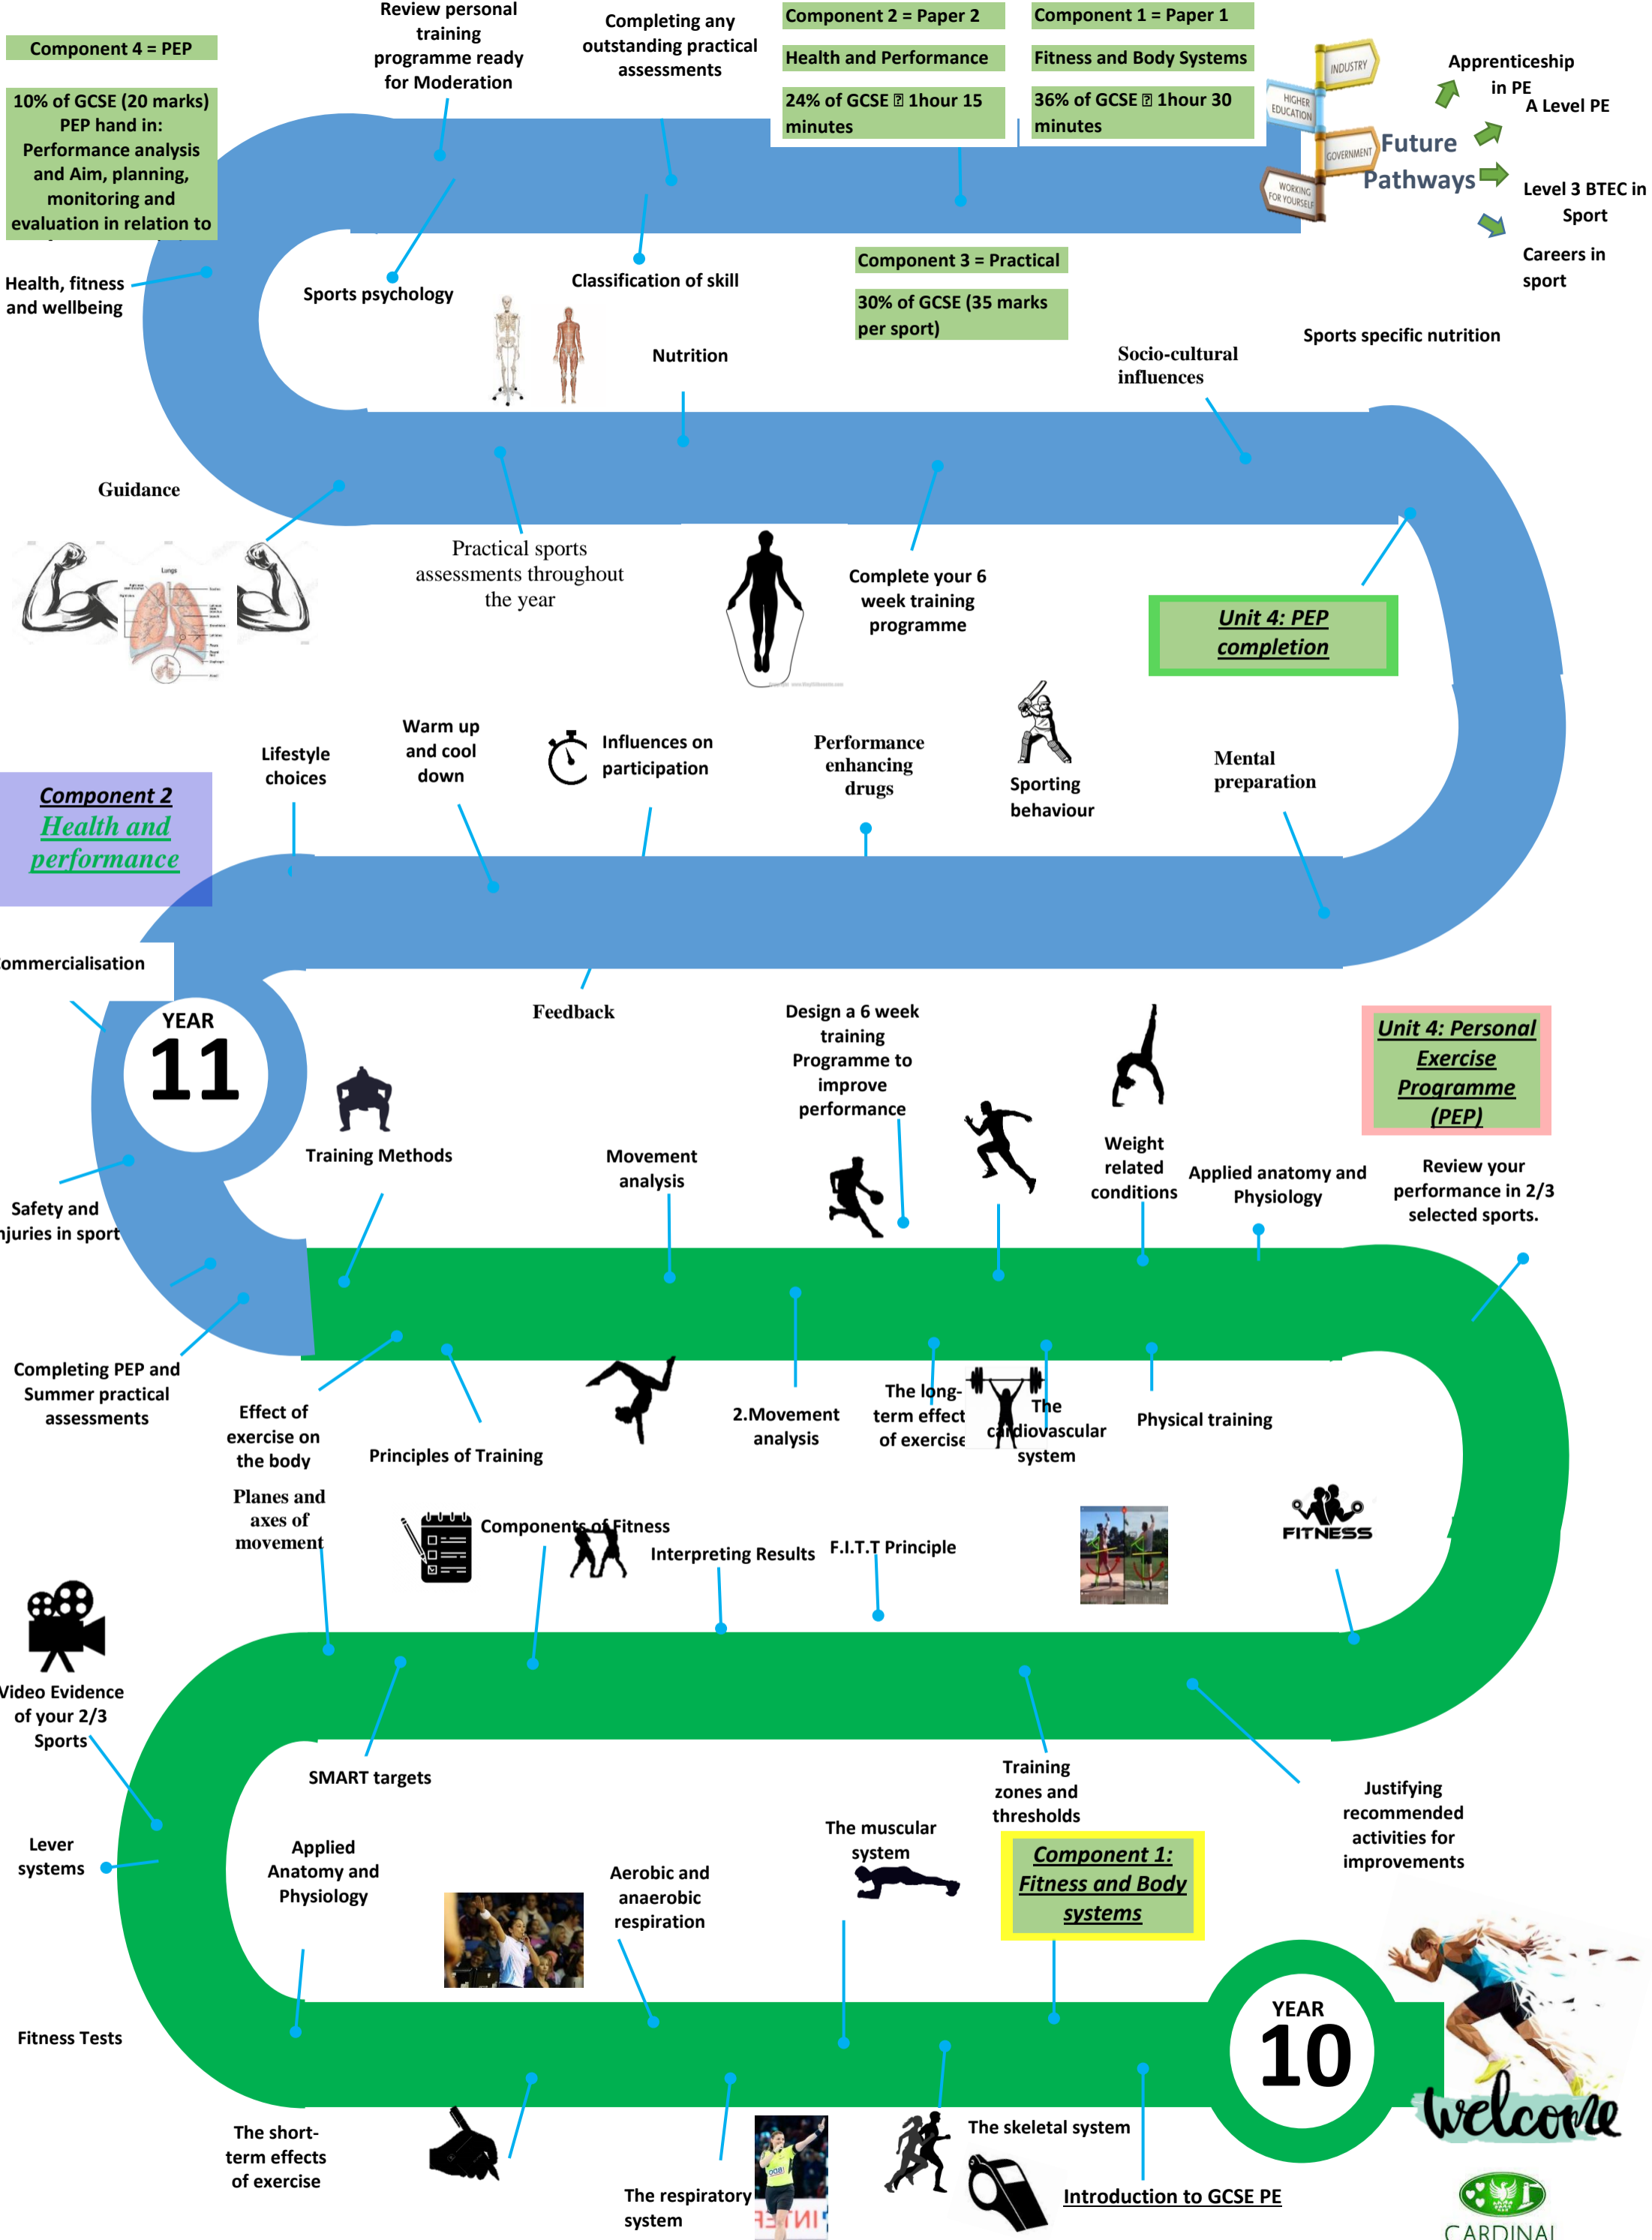 Review personal
training
programme ready
for Moderation
Completing any
outstanding practical
assessments
Component 2 = Paper 2
Health and Performance
24% of GCSE 1hour 15
minutes
Component 1 = Paper 1
Fitness and Body Systems
36% of GCSE 1hour 30
minutes
Component 4 = PEP
10% of GCSE (20 marks)
PEP hand in:
Performance analysis
and Aim, planning,
monitoring and
evaluation in relation to
INDUSTRY
HIGHER
EDUCATION
GOVERNMENT
WORKING
FOR YOURSELF
Future
Pathways
Apprenticeship
in PE
A Level PE
Level 3 BTEC in
Sport
Careers in
sport
Health, fitness
and wellbeing
Sports psychology
Classification of skill
Component 3 = Practical
30% of GCSE (35 marks
per sport)
Nutrition
Socio-cultural
influences
Sports specific nutrition
Guidance
Lungs
Practical sports
assessments throughout
the year
Complete your 6
week training
programme
Unit 4: PEP
completion
Lifestyle
choices
Warm up
and cool
down
Influences on
participation
Performance
enhancing
drugs
Sporting
behaviour
Mental
preparation
Component 2
Health and
performance
ommercialisation
YEAR
11
Feedback
Design a 6 week
training
Programme to
improve
performance
Unit 4: Personal
Exercise
Programme
(PEP)
Training Methods
Movement
analysis
Weight
related
conditions
Applied anatomy and
Physiology
Review your
performance in 2/3
selected sports.
Safety and
njuries in sport
Completing PEP and
Summer practical
assessments
Effect of
exercise on
the body
Principles of Training
2.Movement
analysis
The long-
term effect
of exercise
The
cardiovascular
system
Physical training
Planes and
axes of
movement
Components of Fitness
Interpreting Results
F.I.T.T Principle
FITNESS
Video Evidence
of your 2/3
Sports
SMART targets
Training
zones and
thresholds
Justifying
recommended
activities for
improvements
Lever
systems
Applied
Anatomy and
Physiology
Aerobic and
anaerobic
respiration
The muscular
system
Component 1:
Fitness and Body
systems
YEAR
10
welcome
Fitness Tests
The short-
term effects
of exercise
The respiratory
system
The skeletal system
Introduction to GCSE PE
CARDINAL